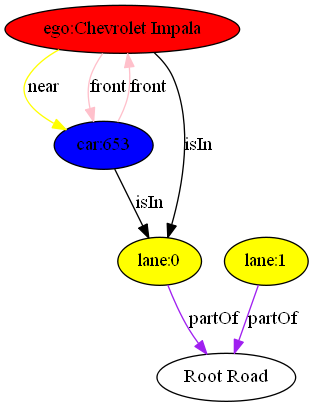 ego:Chevrolet Impala
near
front
front
car:653
isIn
isIn
lane:0
lane:1
partOf
partOf
Root Road